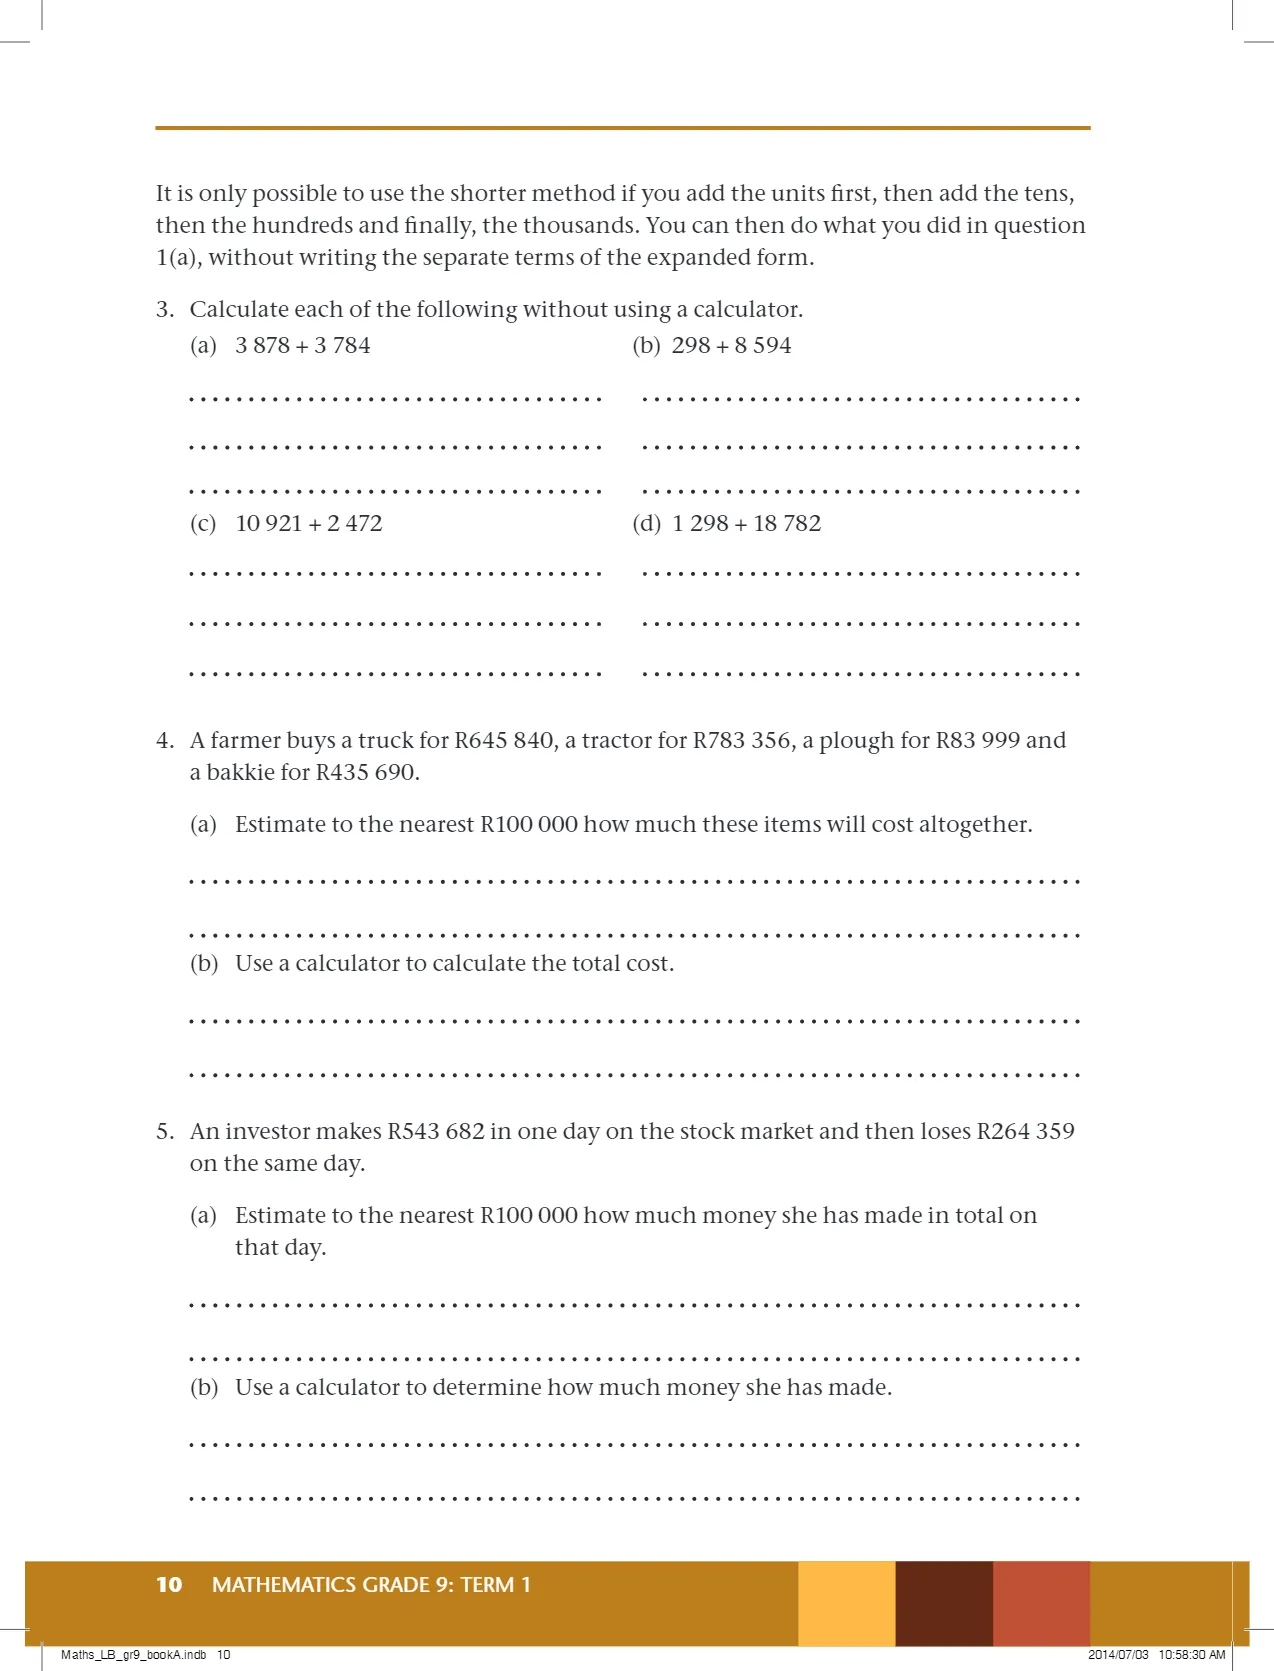 It is only possible to use the shorter method if you add the units first, then add the tens,
then the hundreds and finally, the thousands. You can then do what you did in question
1(a), without writing the separate terms of the expanded form.
3. Calculate each of the following without using a calculator.
(a) 3 878 + 3 784 (b) 298 + 8 594
(c) 10 921 + 2 472 (d) 1 298 + 18 782
4. A farmer buys a truck for R645 840, a tractor for R783 356, a plough for R83 999 and
a bakkie for R435 690.
(a) Estimate to the nearest R100 000 how much these items will cost altogether.
(b) Use a calculator to calculate the total cost.
5. An investor makes R543 682 in one day on the stock market and then loses R264 359
on the same day.
(a) Estimate to the nearest R100 000 how much money she has made in total on
that day.
(b) Use a calculator to determine how much money she has made.
10 MATHEMATICS GRADE 9: TERM 1
Maths_LB_gr9_bookA.indb 10 2014/07/03 10:58:30 AM